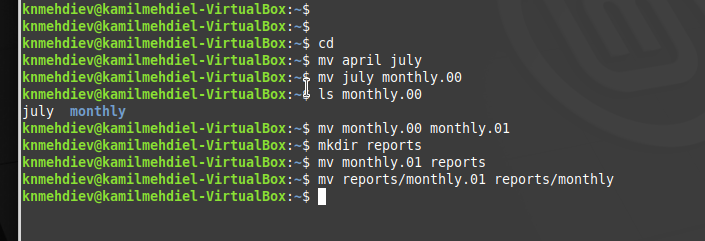 knmehdiev@kamilmehdiel-VirtualBox:~$
knmehdiev@kamilmehdiel-VirtualBox:~$
knmehdiev@kamilmehdiel-VirtualBox:~$ cd
knmehdiev@kamilmehdiel-VirtualBox:~$ mv april july
knmehdiev@kamilmehdiel-VirtualBox:~$ mv july monthly.00
knmehdiev@kamilmehdiel-VirtualBox:~$ ls monthly.00
july  monthly
knmehdiev@kamilmehdiel-VirtualBox:~$ mv monthly.00 monthly.01
knmehdiev@kamilmehdiel-VirtualBox:~$ mkdir reports
knmehdiev@kamilmehdiel-VirtualBox:~$ mv monthly.01 reports
knmehdiev@kamilmehdiel-VirtualBox:~$ mv reports/monthly.01 reports/monthly
knmehdiev@kamilmehdiel-VirtualBox:~$